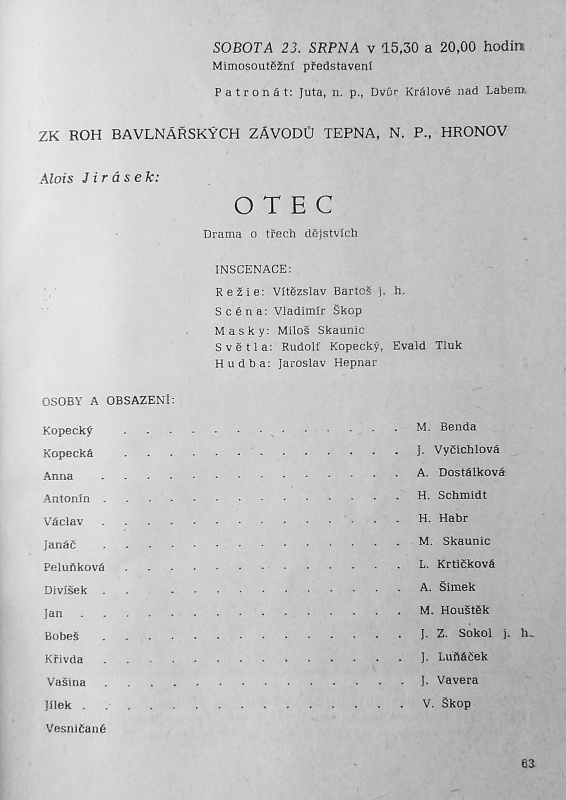 SOBOTA 23. SRPNA v 15,30 a 20,00 hodin
Mimosoutěžní představení
Patronát: Juta, n. p., Dvůr Králové nad Labem.
ZK ROH BAVLNÁŘSKÝCH ZÁVODŮ TEPNA, N. P., HRONOV
Alois Jirásek:
OTEC
Drama o třech dějstvích
INSCENACE:
Režie: Vítězslav Bartoš j. h.
Scéna: Vladimír Škop
Masky: Miloš Skaunic
Světla: Rudolf Kopecký, Evald Tluk
Hudba: Jaroslav Hepnar
OSOBY A OBSAZENÍ:
Kopecký . . . . . . . . . . . . . M. Benda
Kopecká . . . . . . . . . . . . . J. Vyčichlová
Anna . . . . . . . . . . . . . . A. Dostálková
Antonín . . . . . . . . . . . . . . H. Schmidt
Václav . . . . . . . . . . . . . . H. Habr
Janáč . . . . . . . . . . . . . . M. Skaunic
Peluňková . . . . . . . . . . . . . L. Krtičková
Divíšek . . . . . . . . . . . . . . A. Šimek
Jan . . . . . . . . . . . . . . . M. Houštěk
Bobeš . . . . . . . . . . . . . . J. Z. Sokol j. h.
Křivda . . . . . . . . . . . . . . J. Luňáček
Vašina . . . . . . . . . . . . . . J. Vavera
Jílek . . . . . . . . . . . . . . . V. Škop
Vesničané
63